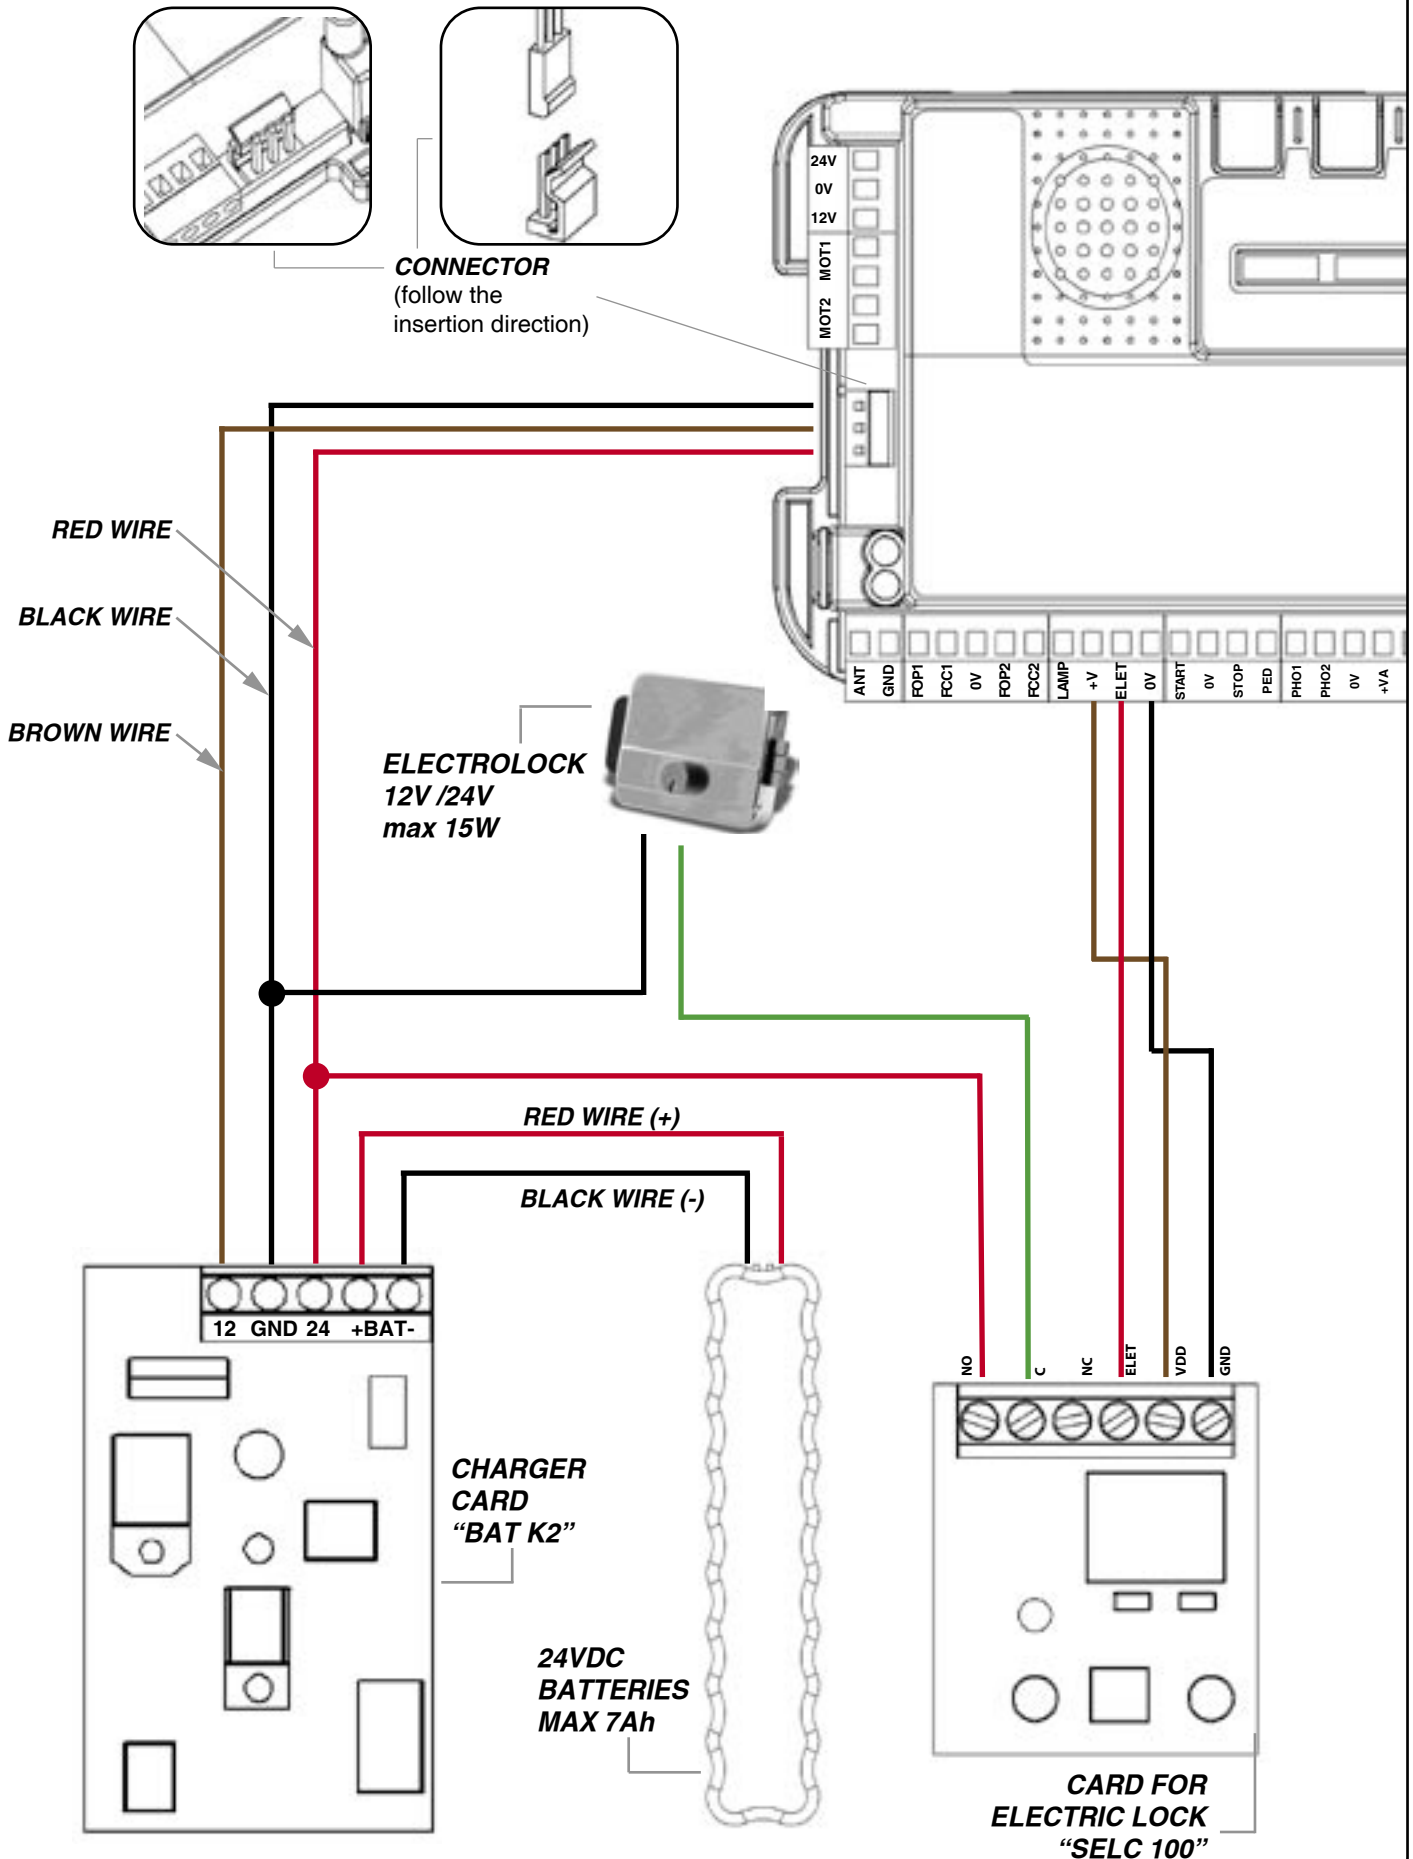 CONNECTOR
(follow the
insertion direction)
24V
0V
12V
MOT1
MOT2
RED WIRE
BLACK WIRE
BROWN WIRE
ANT GND FOP1 FCC1 0V FOP2 FCC2 LAMP +V ELET 0V START 0V STOP PED PHO1 PHO2 0V +VA
ELECTROLOCK
12V /24V
max 15W
RED WIRE (+)
BLACK WIRE (-)
12 GND 24 +BAT-
NO C NC ELET VDD GND
CHARGER
CARD
“BAT K2”
24VDC
BATTERIES
MAX 7Ah
CARD FOR
ELECTRIC LOCK
“SELC 100”